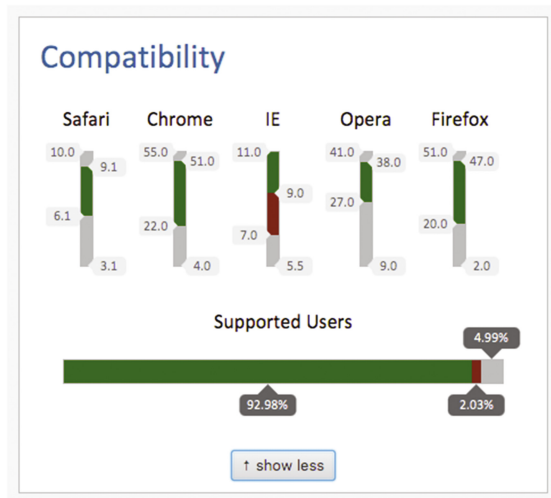 Compatibility
Safari Chrome IE Opera Firefox
10.0 9.1 55.0 51.0 11.0 41.0 38.0 51.0 47.0
9.0
6.1 22.0 7.0 27.0 20.0
3.1 4.0 5.5 9.0 2.0
Supported Users
4.99%
92.98% 2.03%
↑ show less